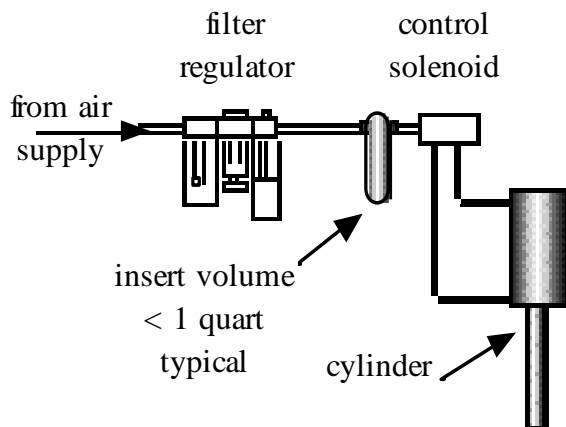 filter
regulator
control
solenoid
from air
supply
insert volume
< 1 quart
typical
cylinder